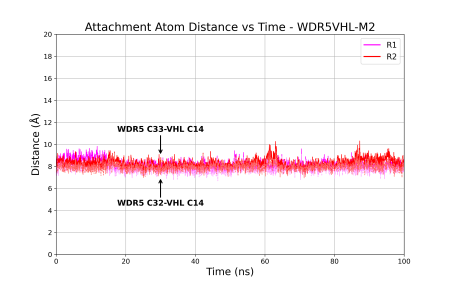 Attachment Atom Distance vs Time - WDR5VHL-M2
20
18
16
14
12
10
8
6
4
2
0
Distance (Å)
R1
R2
WDR5 C33-VHL C14
WDR5 C32-VHL C14
0 20 40 60 80 100
Time (ns)